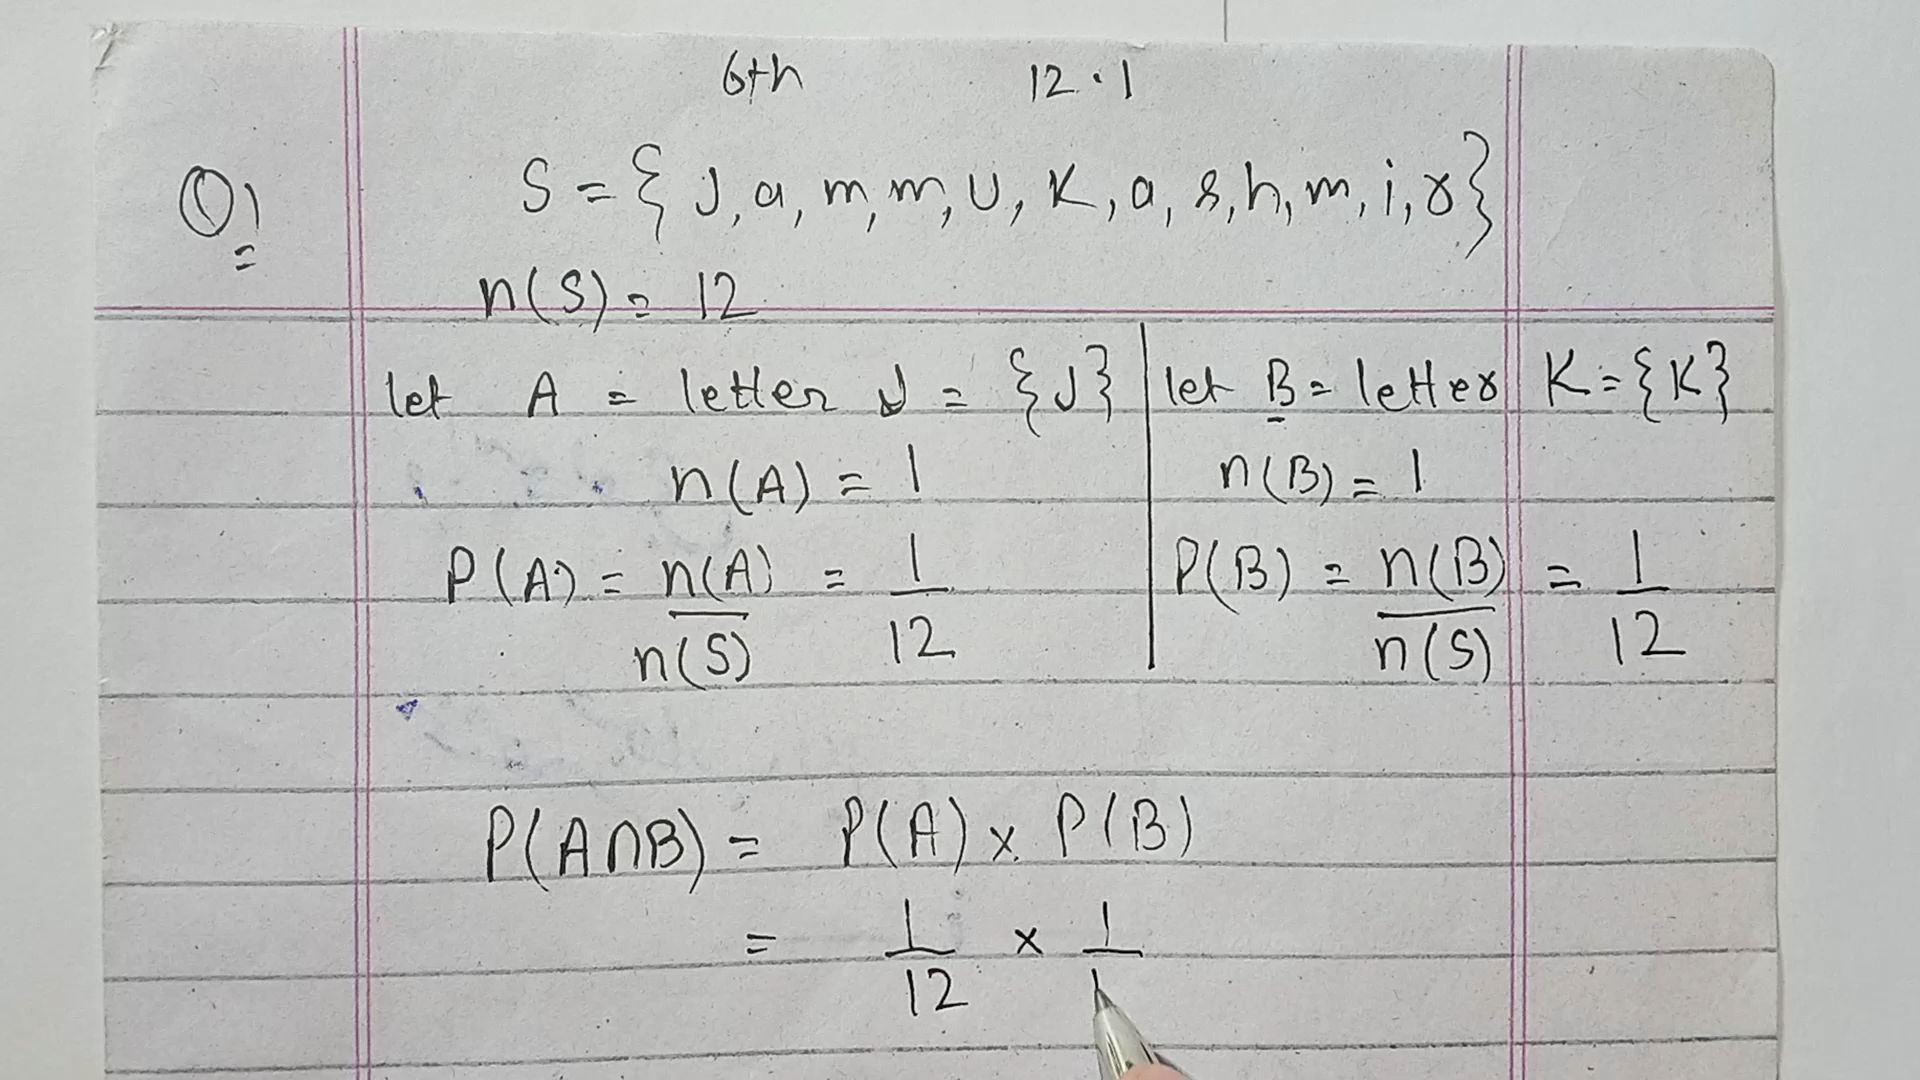 6th 12.1
Q1 S = { J, a, m, m, u, K, a, s, h, m, i, r }
n(S) = 12
let A = letter J = {J}
n(A) = 1
P(A) = n(A)/n(S) = 1/12
let B = letter K = {K}
n(B) = 1
P(B) = n(B)/n(S) = 1/12
P(A∩B) = P(A) × P(B)
= 1/12 × 1/1